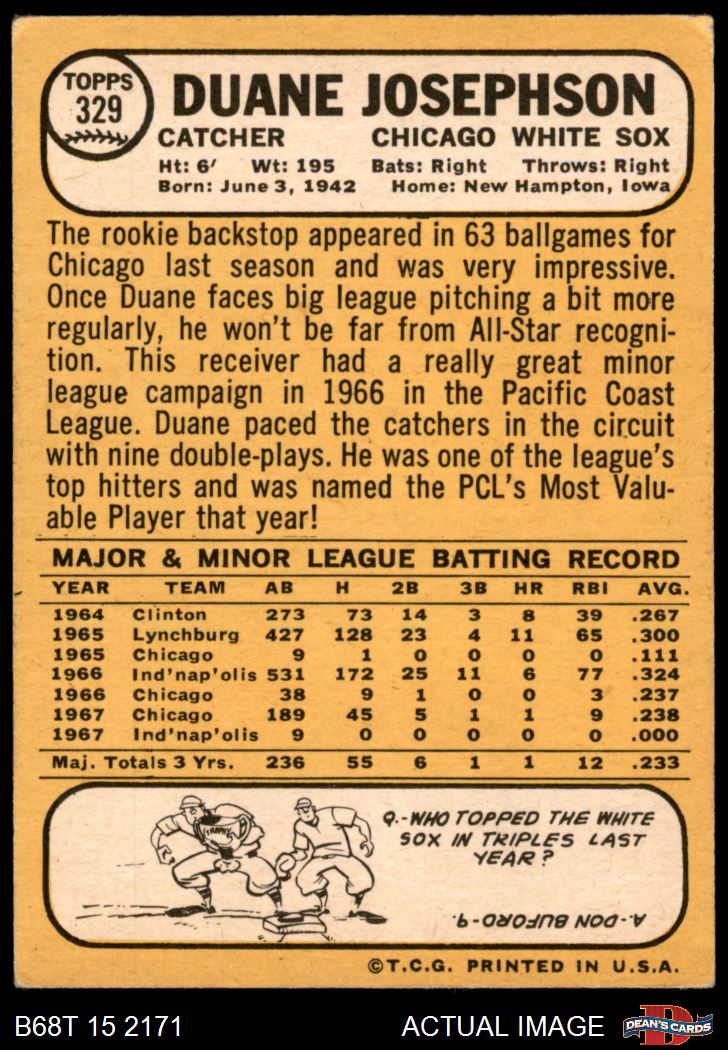 TOPPS
329
DUANE JOSEPHSON
CATCHER CHICAGO WHITE SOX
Ht: 6' Wt: 195 Bats: Right Throws: Right
Born: June 3, 1942 Home: New Hampton, Iowa
The rookie backstop appeared in 63 ballgames for
Chicago last season and was very impressive.
Once Duane faces big league pitching a bit more
regularly, he won't be far from All-Star recogni-
tion. This receiver had a really great minor
league campaign in 1966 in the Pacific Coast
League. Duane paced the catchers in the circuit
with nine double-plays. He was one of the league's
top hitters and was named the PCL's Most Valu-
able Player that year!
MAJOR & MINOR LEAGUE BATTING RECORD
YEAR TEAM AB H 2B 3B HR RBI AVG.
1964 Clinton 273 73 14 3 8 39 .267
1965 Lynchburg 427 128 23 4 11 65 .300
1965 Chicago 9 1 0 0 0 0 .111
1966 Ind'nap'olis 531 172 25 11 6 77 .324
1966 Chicago 38 9 1 0 0 3 .237
1967 Chicago 189 45 5 1 1 9 .238
1967 Ind'nap'olis 9 0 0 0 0 0 .000
Maj. Totals 3 Yrs. 236 55 6 1 1 12 .233
TROPHY
Q.-WHO TOPPED THE WHITE
SOX IN TRIPLES LAST
YEAR?
A-DON BUFORD-9.
©T.C.G. PRINTED IN U.S.A.
B68T 15 2171 ACTUAL IMAGE
D
DEAN'S CARDS